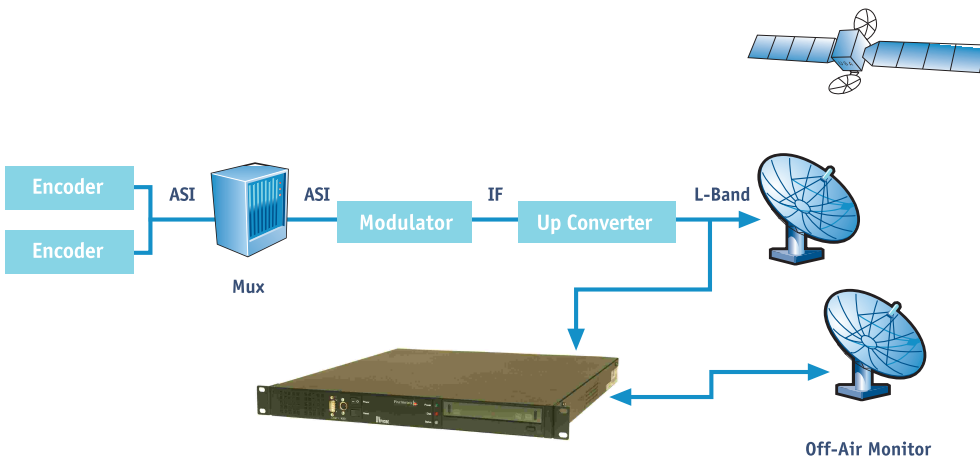 Encoder
ASI
ASI
Modulator
IF
Up Converter
L-Band
Encoder
Mux
Off-Air Monitor